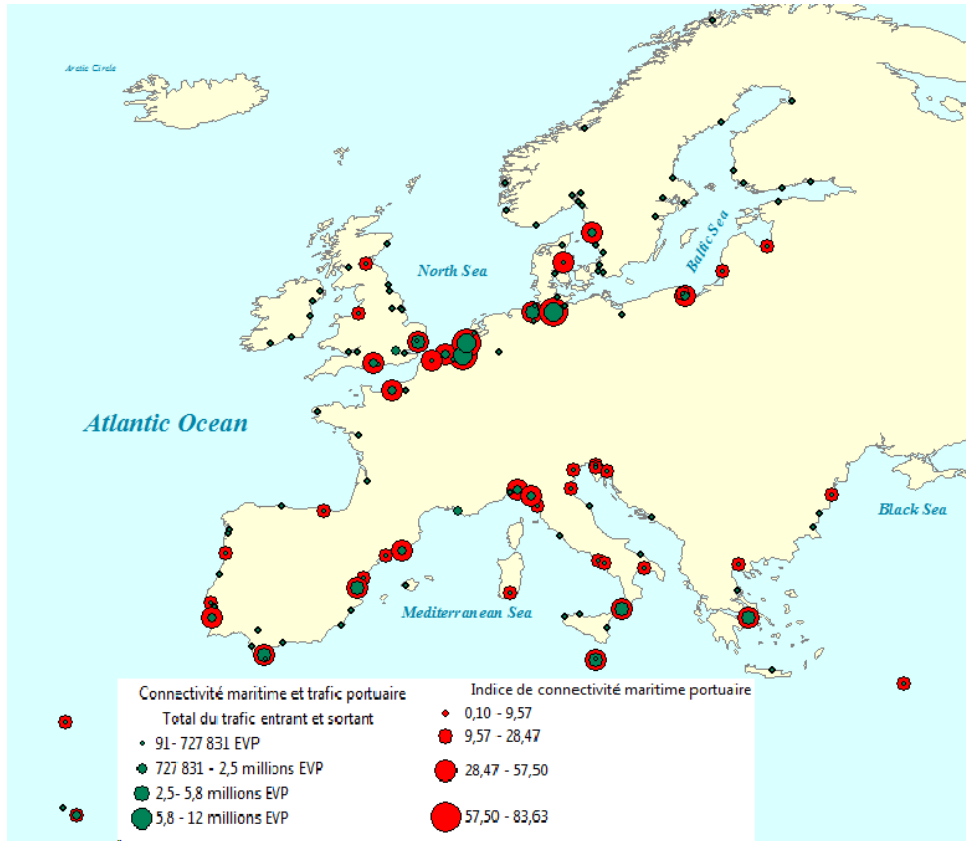 Arctic Circle
North Sea
Baltic Sea
Atlantic Ocean
Black Sea
Mediterranean Sea
Connectivité maritime et trafic portuaire
Total du trafic entrant et sortant
91- 727 831 EVP
727 831 - 2,5 millions EVP
2,5- 5,8 millions EVP
5,8 - 12 millions EVP
Indice de connectivité maritime portuaire
0,10 - 9,57
9,57 - 28,47
28,47 - 57,50
57,50 - 83,63